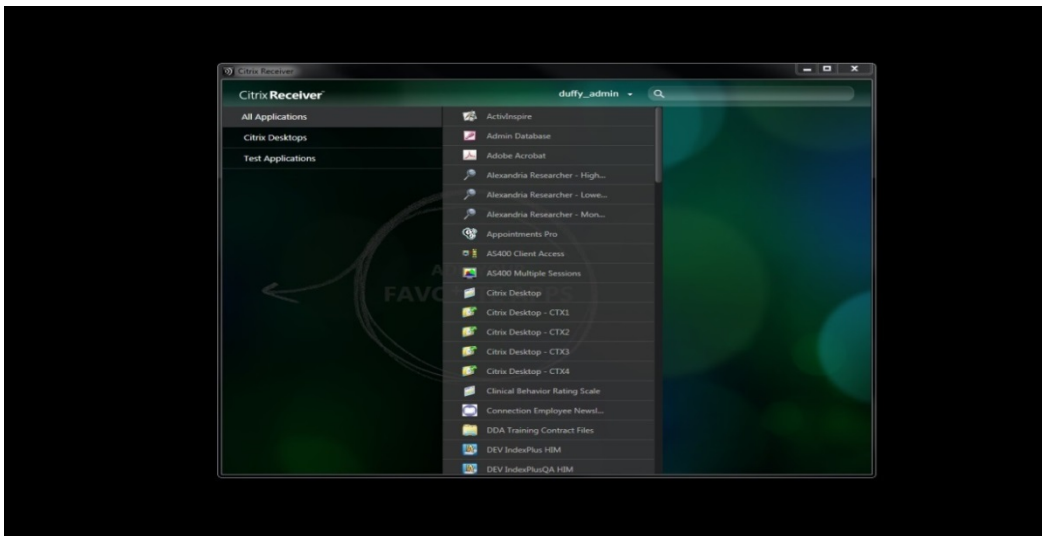 Citrix Receiver
Citrix Receiver
duffy_admin
All Applications
Citrix Desktops
Test Applications
ActivInspire
Admin Database
Adobe Acrobat
Alexandria Researcher - High...
Alexandria Researcher - Lowe...
Alexandria Researcher - Mon...
Appointments Pro
AS400 Client Access
AS400 Multiple Sessions
Citrix Desktop
Citrix Desktop - CTX1
Citrix Desktop - CTX2
Citrix Desktop - CTX3
Citrix Desktop - CTX4
Clinical Behavior Rating Scale
Connection Employee Newsl...
DDA Training Contract Files
DEV IndexPlus HIM
DEV IndexPlusQA HIM